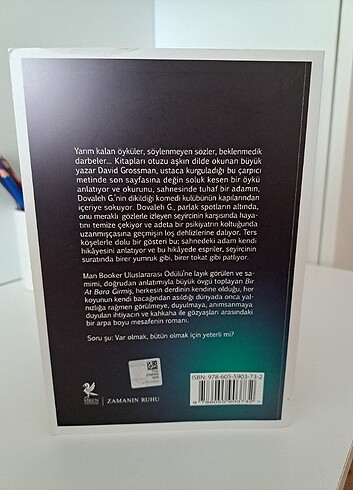 Yarım kalan öyküler, söylenmeyen sözler, beklenmedik
darbeler... Kitapları otuzu aşkın dilde okunan büyük
yazar David Grossman, ustaca kurguladığı bu çarpıcı
metinde son sayfasına değin soluk kesen bir öykü
anlatıyor ve okurunu, sahnesinde tuhaf bir adamın,
Dovaleh G.'nin dikildiği komedi kulübünün kapılarından
içeriye sokuyor. Dovaleh G., parlak spotların altında,
onu meraklı gözlerle izleyen seyircinin karşısında haya-
tını temize çekiyor ve adeta bir psikiyatrın koltuğunda
uzanmışçasına geçmişin loş dehlizlerine dalıyor. Ters
köşelerle dolu bir gösteri bu; sahnedeki adam kendi
hikâyesini anlatıyor ve bu hikâyede espriler, seyircinin
suratında birer yumruk gibi, birer tokat gibi patlıyor.
Man Booker Uluslararası Ödülü'ne layık görülen ve sa-
mimi, doğrudan anlatımıyla büyük övgü toplayan Bir
At Bara Girmiş, herkesin derdinin kendine olduğu, her
koyunun kendi bacağından asıldığı dünyada onca yal-
nızlığa rağmen görülmeye, duyulmaya, anımsanmaya
duyulan ihtiyacın ve kahkaha ile gözyaşları arasındaki
bir arpa boyu mesafenin romanı.
Soru şu: Var olmak, bütün olmak için yeterli mi?
SİREN
ZAMANIN RUHU
ISBN: 978-605-5903-73-2
9 786055 903732